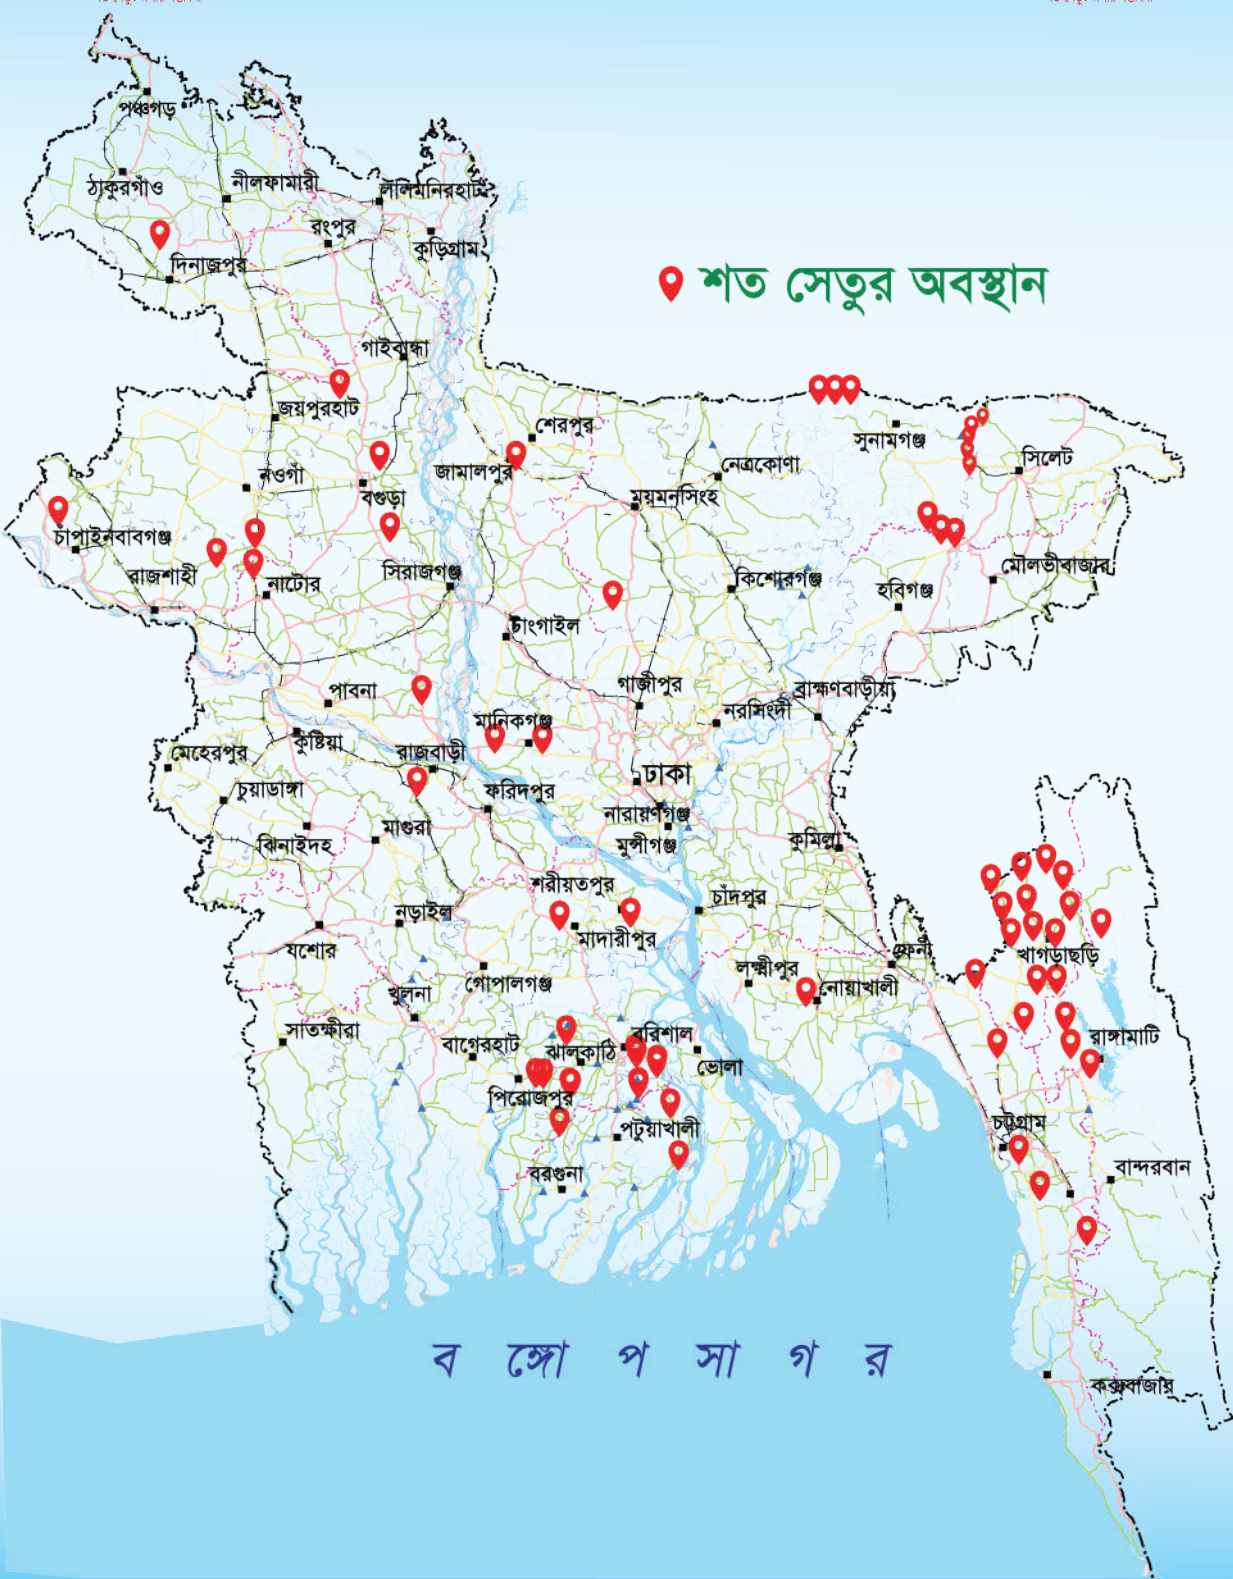 পঞ্চগড়
ঠাকুরগাঁও
নীলফামারী
লালমনিরহাট
রংপুর
কুড়িগ্রাম
দিনাজপুর
শত সেতুর অবস্থান
গাইবান্ধা
জয়পুরহাট
শেরপুর
সুনামগঞ্জ
সিলেট
নেত্রকোণা
জামালপুর
নওগাঁ
বগুড়া
ময়মনসিংহ
চাঁপাইনবাবগঞ্জ
রাজশাহী
নাটোর
সিরাজগঞ্জ
কিশোরগঞ্জ
হবিগঞ্জ
মৌলভীবাজার
টাংগাইল
পাবনা
গাজীপুর
ব্রাহ্মণবাড়ীয়া
নরসিংদী
মানিকগঞ্জ
কুষ্টিয়া
মেহেরপুর
রাজবাড়ী
ঢাকা
চুয়াডাঙ্গা
ফরিদপুর
নারায়ণগঞ্জ
মাগুরা
ঝিনাইদহ
মুন্সীগঞ্জ
কুমিল্লা
শরীয়তপুর
চাঁদপুর
নড়াইল
মাদারীপুর
যশোর
ফেনী
খাগড়াছড়ি
লক্ষ্মীপুর
নোয়াখালী
গোপালগঞ্জ
খুলনা
সাতক্ষীরা
বাগেরহাট
ঝালকাঠি
বরিশাল
ভোলা
রাঙ্গামাটি
পিরোজপুর
পটুয়াখালী
চট্টগ্রাম
বরগুনা
বান্দরবান
ব ঙ্গো প সা গ র
কক্সবাজার